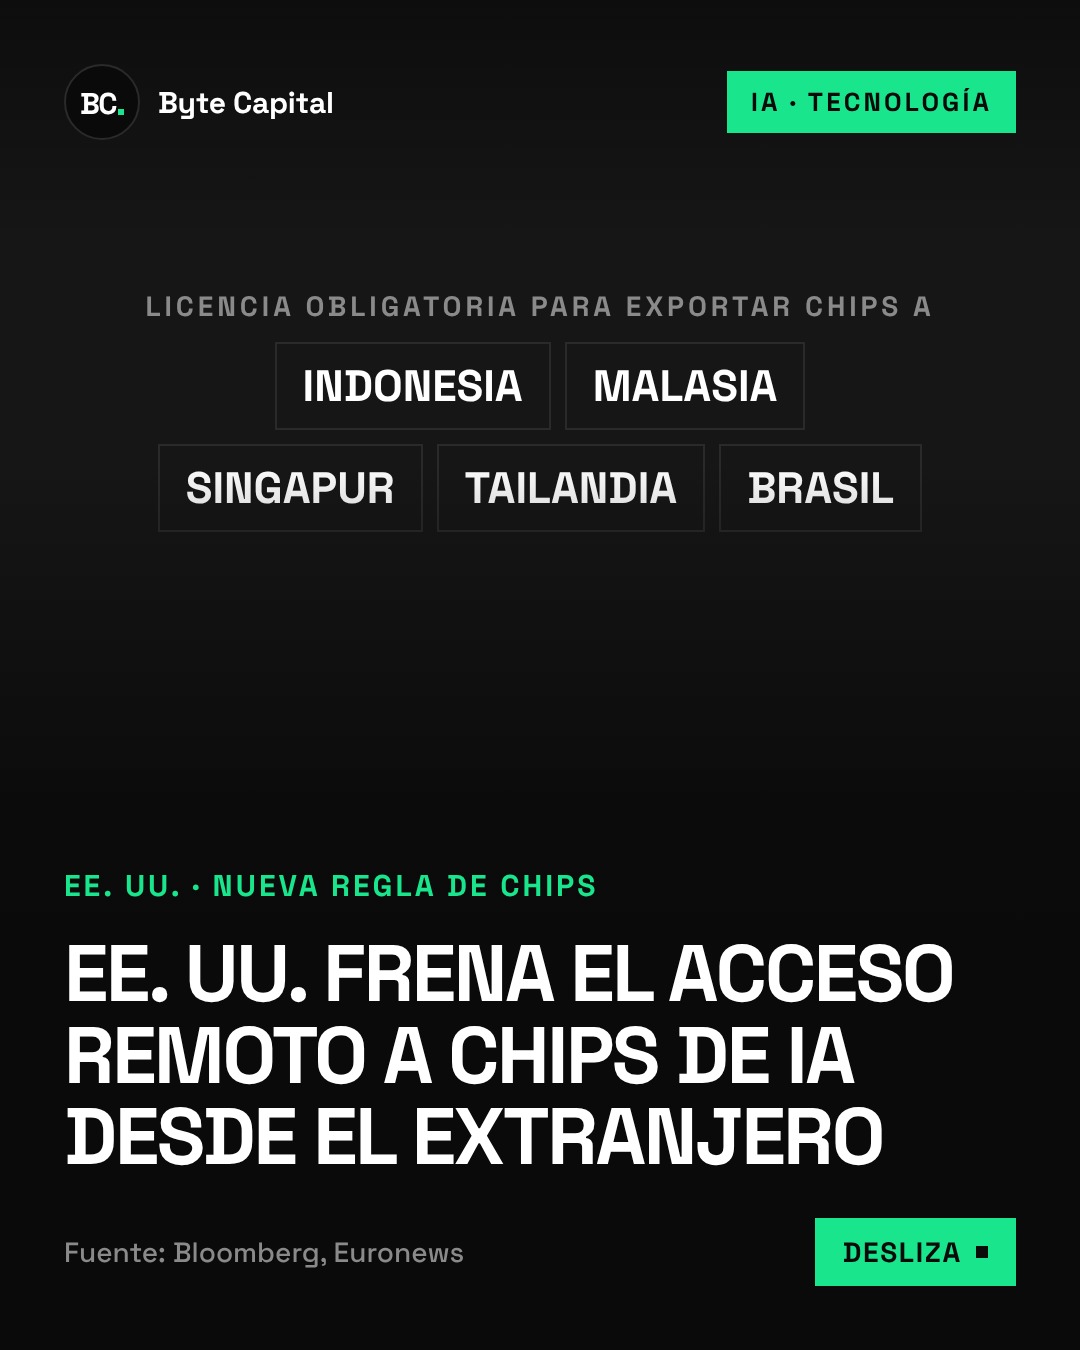 BC.
Byte Capital
IA · TECNOLOGÍA
LICENCIA OBLIGATORIA PARA EXPORTAR CHIPS A
INDONESIA
MALASIA
SINGAPUR
TAILANDIA
BRASIL
EE. UU. · NUEVA REGLA DE CHIPS
EE. UU. FRENA EL ACCESO
REMOTO A CHIPS DE IA
DESDE EL EXTRANJERO
Fuente: Bloomberg, Euronews
DESLIZA